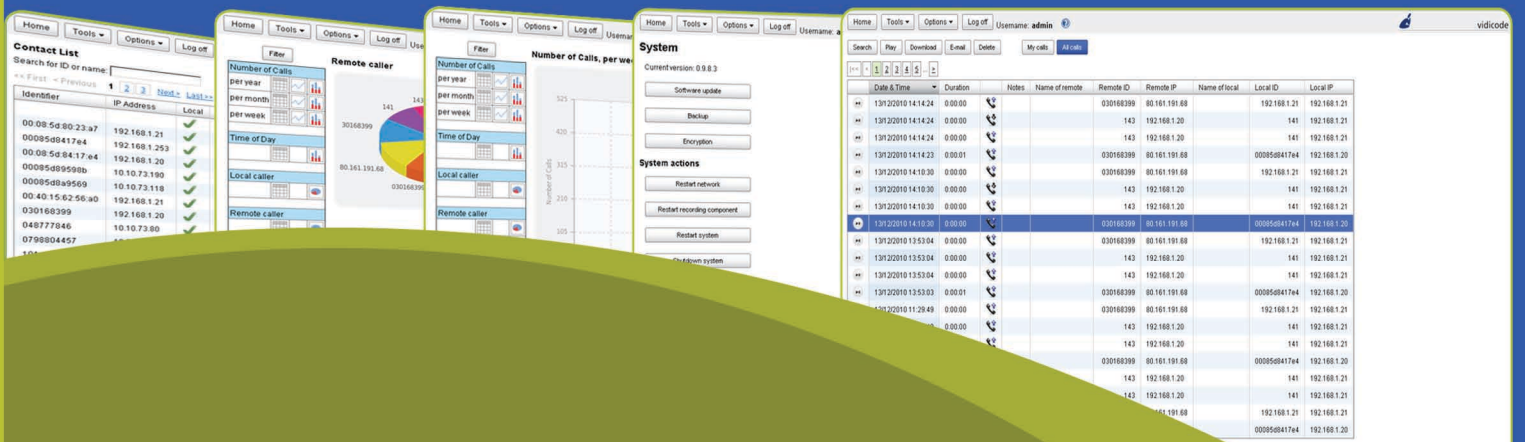 Home Tools Options Log off
Contact List
Search for ID or name:
<< First < Previous 1 2 3 Next > Last >>
Identifier IP Address Local
00:08:5d:80:23:a7 192.168.1.21
00085d8417e4 192.168.1.253
00:08:5d:84:17:e4 192.168.1.20
00085d89598b 10.10.73.190
00085d8a9569 10.10.73.118
00:40:15:62:56:a0 192.168.1.21
030168399 192.168.1.20
048777846 10.10.73.80
0798804457
Home Tools Options Log off
Filter
Number of Calls
per year
per month
per week
Time of Day
Local caller
Remote caller
Remote caller
141
30168399
80.161.191.68
Home Tools Options Log off
Filter
Number of Calls
per year
per month
per week
Time of Day
Local caller
Remote caller
Number of Calls, per
525
420
315
210
105
Number of Calls
Home Tools Options Log off Username:
System
Current version: 0.9.8.3
Software update
Backup
Encryption
System actions
Restart network
Restart recording component
Restart system
Shutdown system
Home Tools Options Log off Username: admin
vidicode
Search Play Download E-mail Delete My calls All calls
1 2 3 4 5 ...
Date & Time Duration Notes Name of remote Remote ID Remote IP Name of local Local ID Local IP
13/12/2010 14:14:24 0:00:00 030168399 80.161.191.68 192.168.1.21 192.168.1.21
13/12/2010 14:14:24 0:00:00 143 192.168.1.20 141 192.168.1.21
13/12/2010 14:14:24 0:00:00 143 192.168.1.20 141 192.168.1.21
13/12/2010 14:14:23 0:00:01 030168399 80.161.191.68 00085d8417e4 192.168.1.20
13/12/2010 14:10:30 0:00:00 030168399 80.161.191.68 192.168.1.21 192.168.1.21
13/12/2010 14:10:30 0:00:00 143 192.168.1.20 141 192.168.1.21
13/12/2010 14:10:30 0:00:00 143 192.168.1.20 141 192.168.1.21
13/12/2010 14:10:30 0:00:00 030168399 80.161.191.68 00085d8417e4 192.168.1.20
13/12/2010 13:53:04 0:00:00 030168399 80.161.191.68 192.168.1.21 192.168.1.21
13/12/2010 13:53:04 0:00:00 143 192.168.1.20 141 192.168.1.21
13/12/2010 13:53:04 0:00:00 143 192.168.1.20 141 192.168.1.21
13/12/2010 13:53:03 0:00:01 030168399 80.161.191.68 00085d8417e4 192.168.1.20
13/12/2010 11:29:49 0:00:00 030168399 80.161.191.68 192.168.1.21 192.168.1.21
0:00:00 143 192.168.1.20 141 192.168.1.21
143 192.168.1.20 141 192.168.1.21
030168399 80.161.191.68 00085d8417e4 192.168.1.20
143 192.168.1.20 141 192.168.1.21
143 192.168.1.20 141 192.168.1.21
192.168.1.21 192.168.1.21
00085d8417e4 192.168.1.20